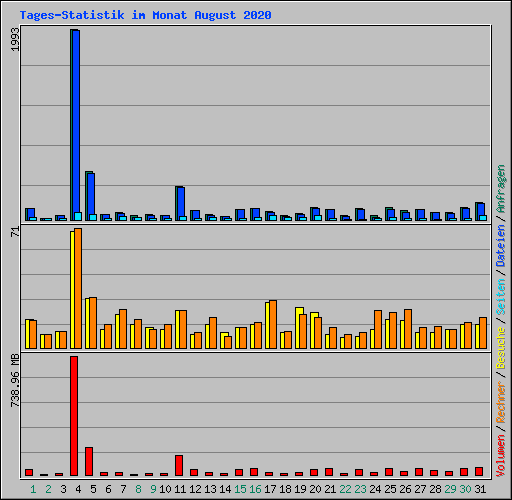 Tages-Statistik im Monat August 2020
1993
71
738.96 MB
Volumen/Rechner/Besuche/Seiten/Dateien/Anfragen
1 2 3 4 5 6 7 8 9 10 11 12 13 14 15 16 17 18 19 20 21 22 23 24 25 26 27 28 29 30 31